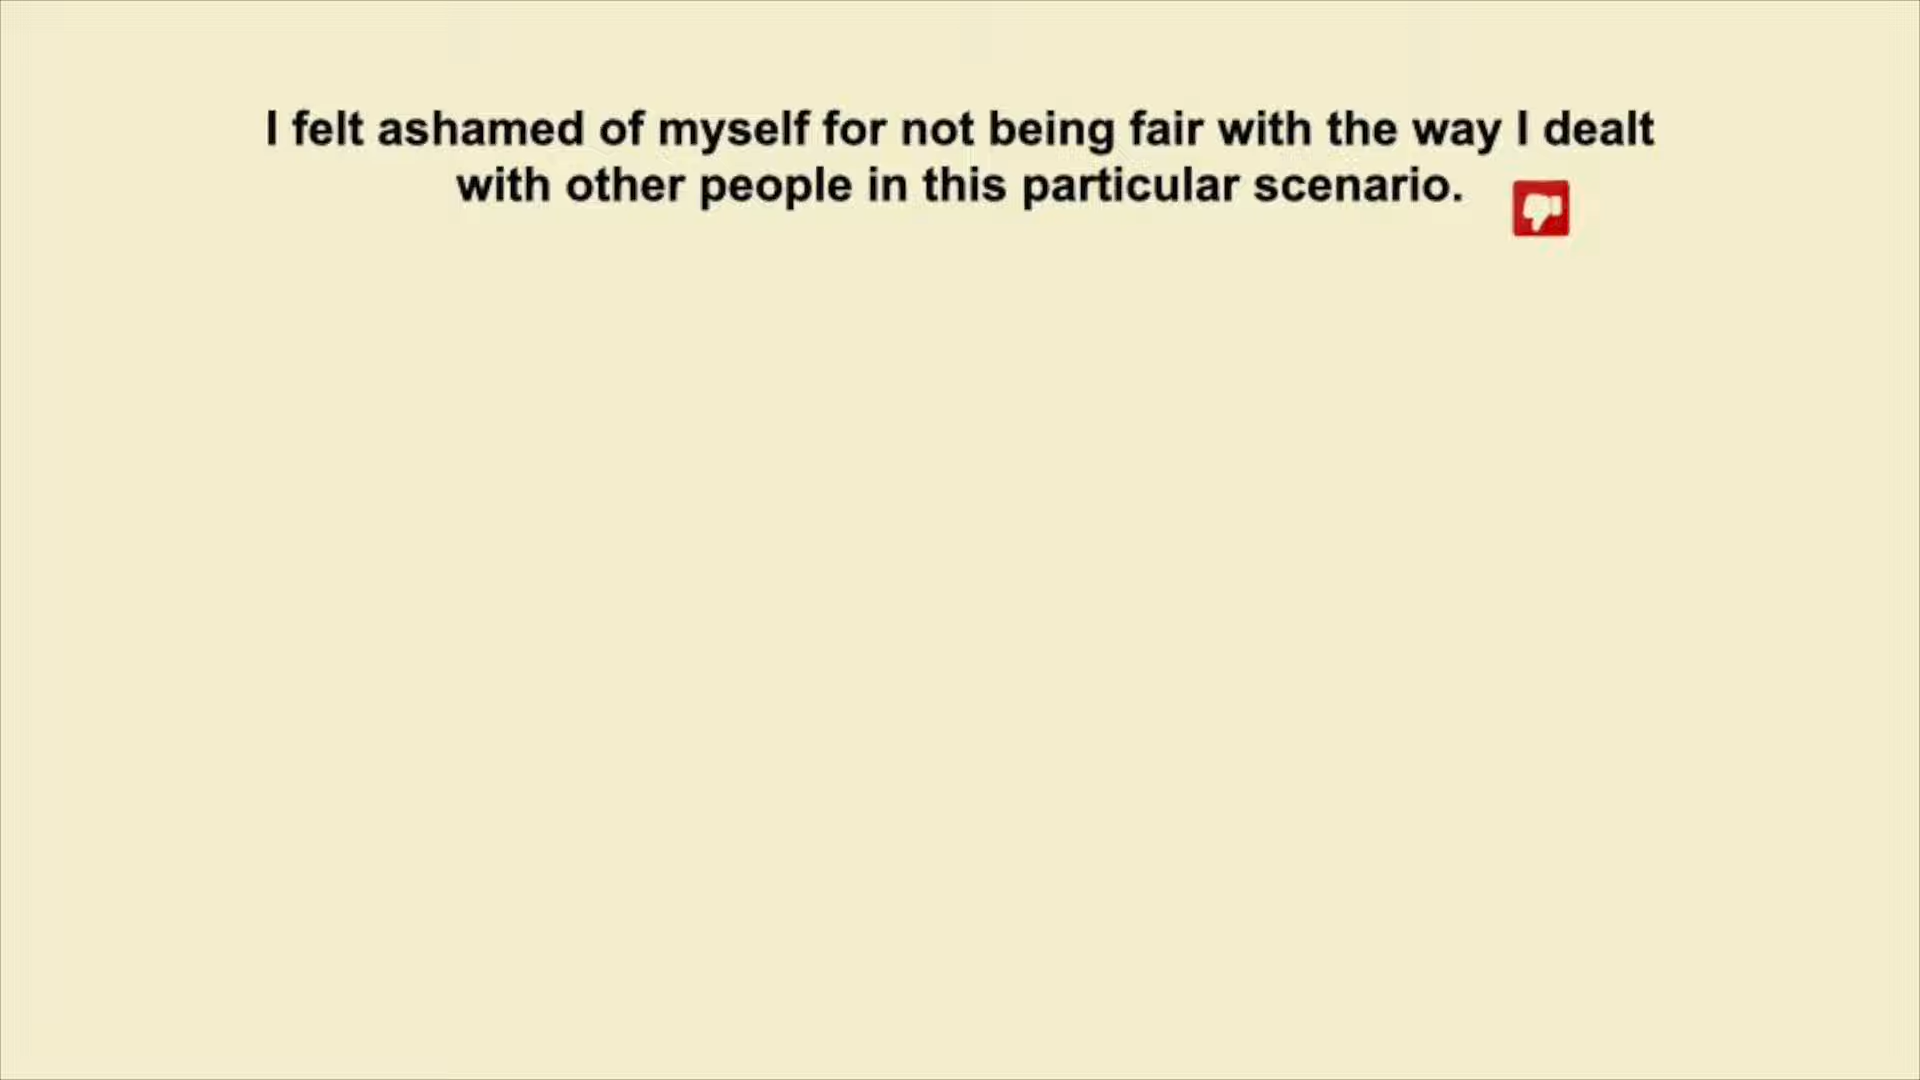 I felt ashamed of myself for not being fair with the way I dealt
with other people in this particular scenario.